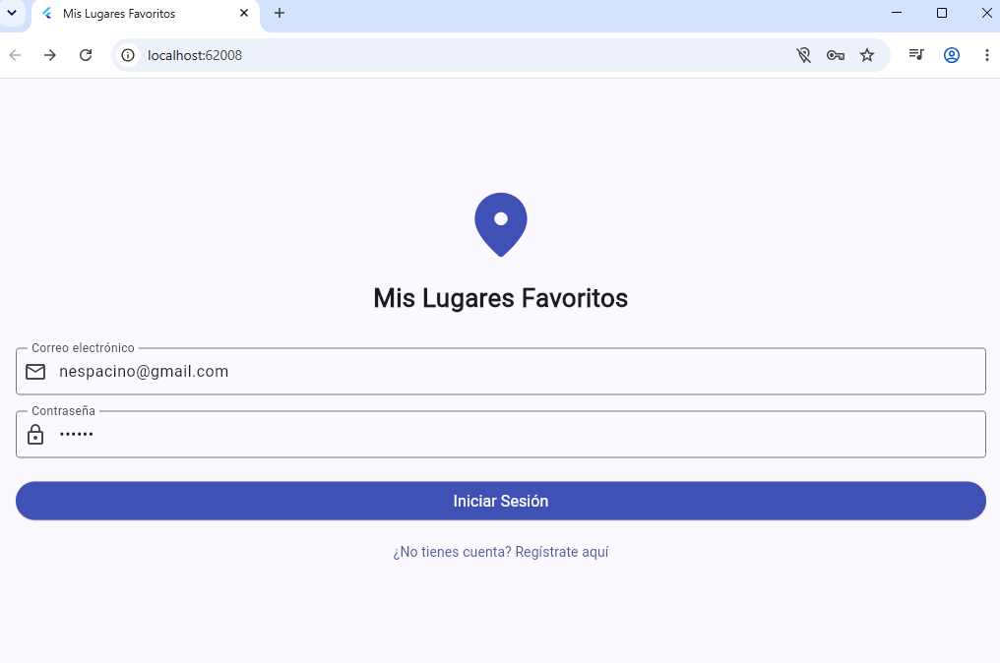 Mis Lugares Favoritos
localhost:62008
Mis Lugares Favoritos
Correo electrónico
nespacino@gmail.com
Contraseña
••••••
Iniciar Sesión
¿No tienes cuenta? Regístrate aquí